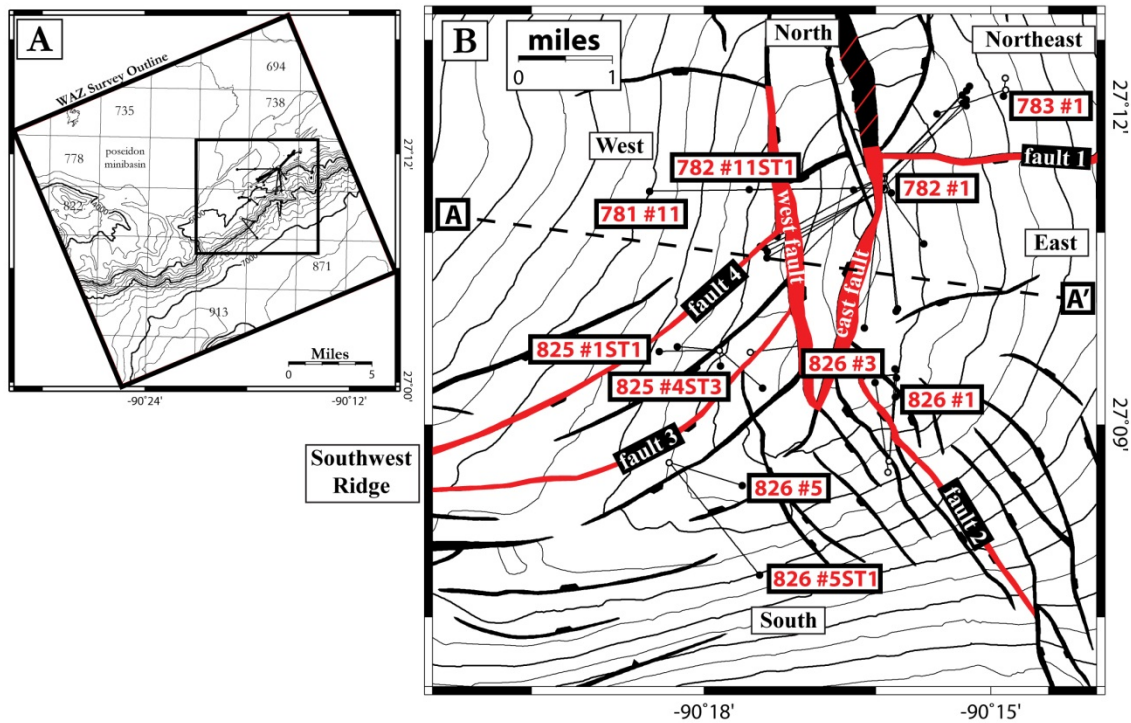 A
WAZ Survey Outline
694
735
738
778
poseidon
minibasin
822
871
7000
913
Miles
0
5
27°12'
27°00'
-90°24'
-90°12'
B
miles
0
1
North
Northeast
783 #1
27°12'
West
782 #11ST1
fault 1
782 #1
781 #11
A
west fault
East
A'
fault 4
east fault
825 #1ST1
826 #3
825 #4ST3
826 #1
27°09'
fault 3
Southwest
Ridge
826 #5
fault 2
826 #5ST1
South
-90°18'
-90°15'